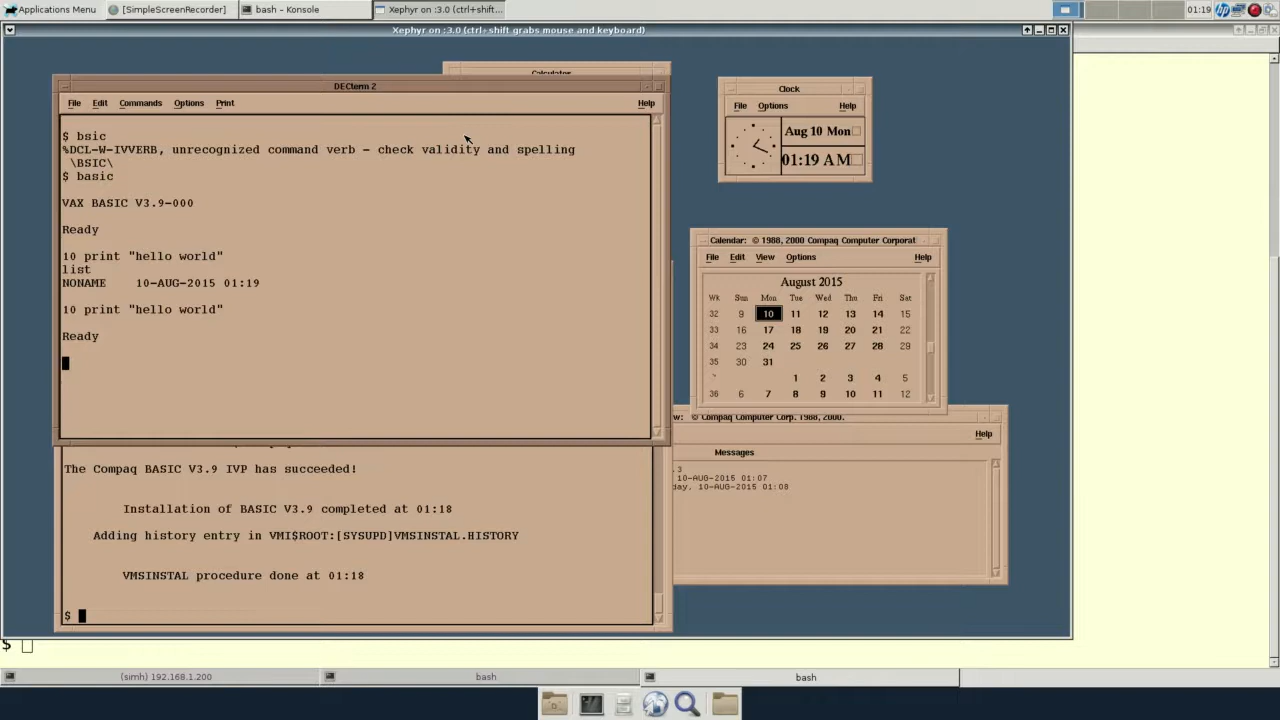 Applications Menu [SimpleScreenRecorder] bash - Konsole Xephyr on :3.0 (ctrl+shift... 01:19
Xephyr on :3.0 (ctrl+shift grabs mouse and keyboard)
Calculator
DECterm 2
File Edit Commands Options Print Help
$ bsic
%DCL-W-IVVERB, unrecognized command verb - check validity and spelling
\BSIC\
$ basic
VAX BASIC V3.9-000
Ready
10 print "hello world"
list
NONAME 10-AUG-2015 01:19
10 print "hello world"
Ready
Clock
File Options Help
Aug 10 Mon
01:19 AM
Calendar: © 1988, 2000 Compaq Computer Corporat
File Edit View Options Help
August 2015
Wk Sun Mon Tue Wed Thu Fri Sat
32 9 10 11 12 13 14 15
33 16 17 18 19 20 21 22
34 23 24 25 26 27 28 29
35 30 31
1 2 3 4 5
36 6 7 8 9 10 11 12
w: © Compaq Computer Corp. 1988, 2000.
Help
Messages
.3
10-AUG-2015 01:07
day, 10-AUG-2015 01:08
The Compaq BASIC V3.9 IVP has succeeded!
Installation of BASIC V3.9 completed at 01:18
Adding history entry in VMI$ROOT:[SYSUPD]VMSINSTAL.HISTORY
VMSINSTAL procedure done at 01:18
$
$
(simh) 192.168.1.200 bash bash